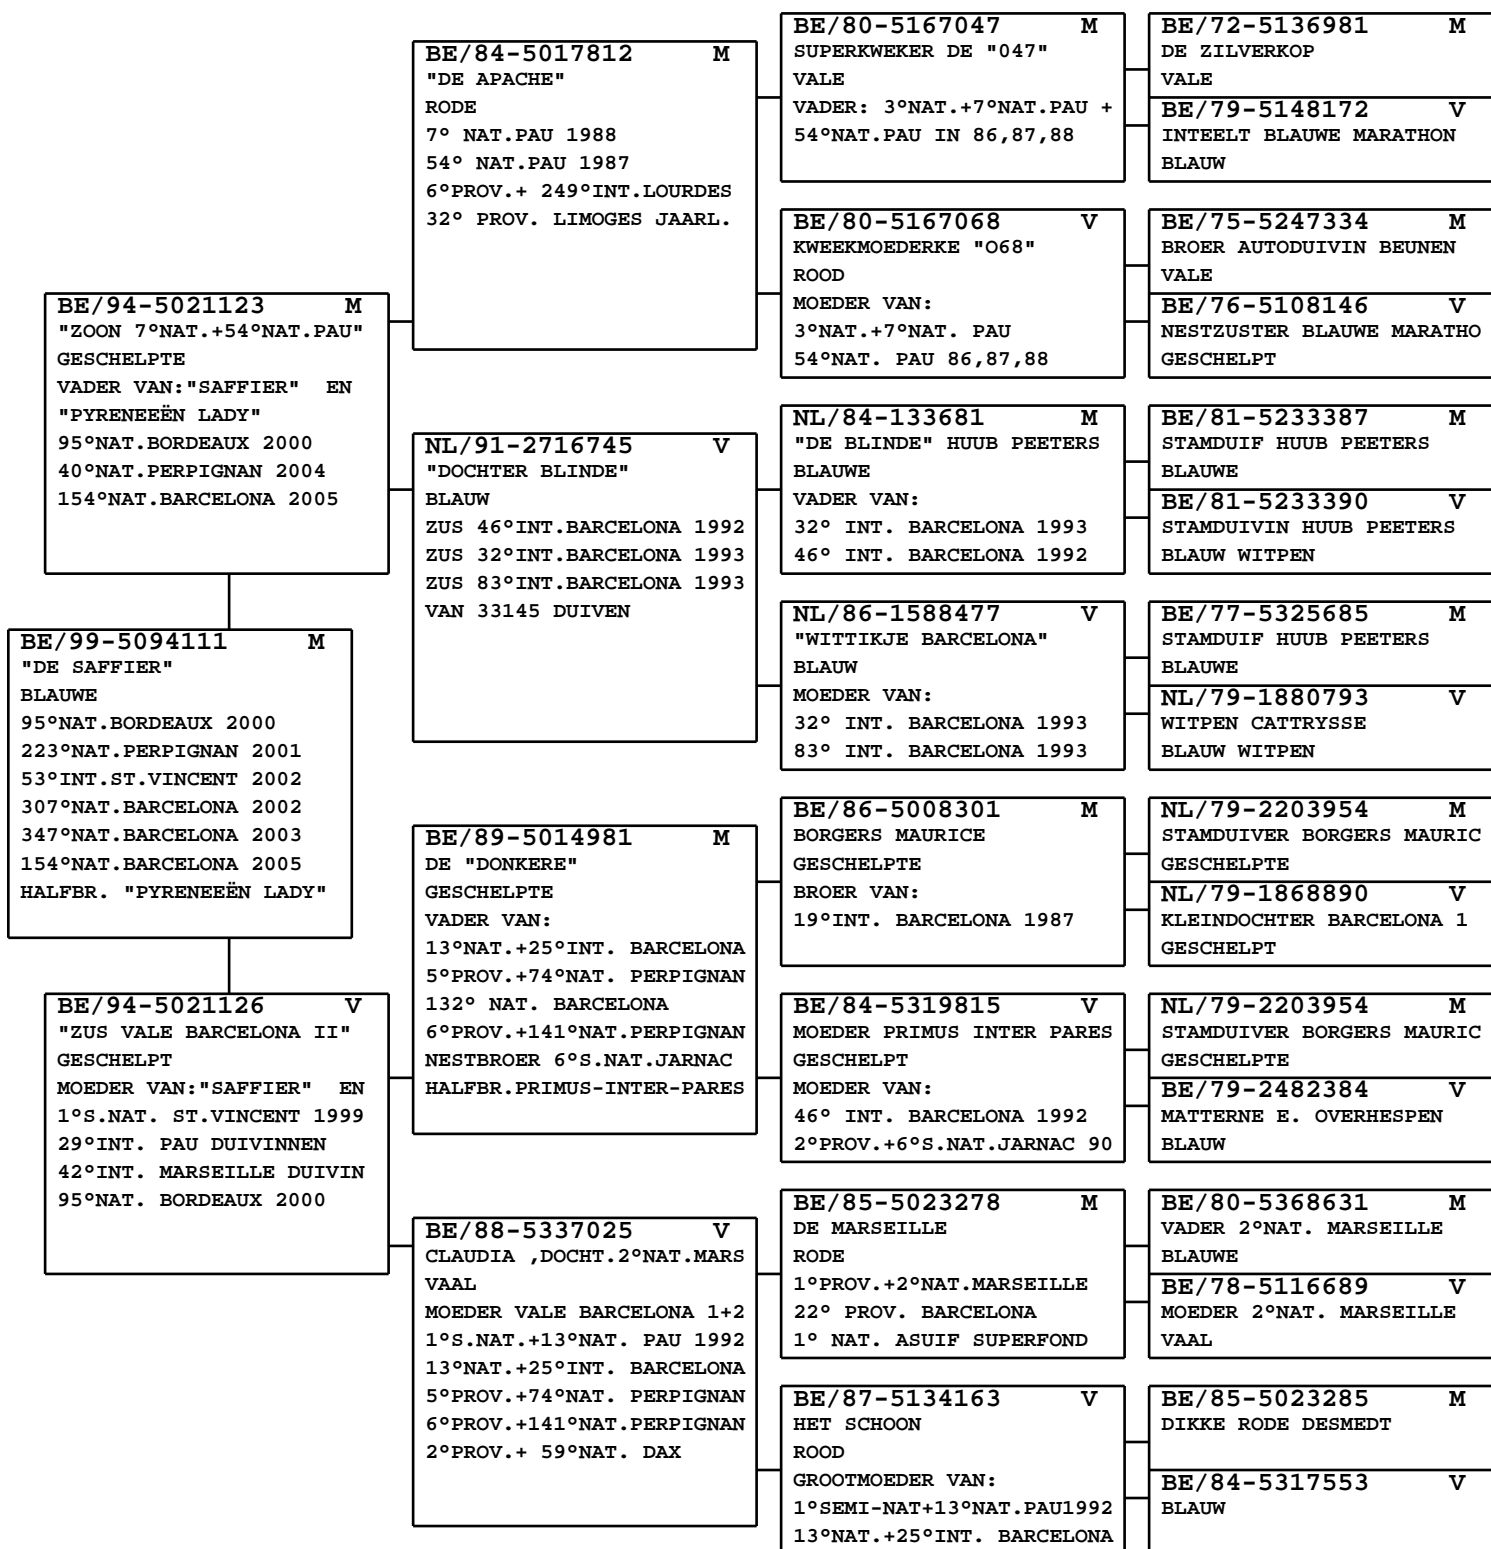 BE/94-5021123 M
"ZOON 7°NAT.+54°NAT.PAU"
GESCHELPTE
VADER VAN:"SAFFIER" EN
"PYRENEEËN LADY"
95°NAT.BORDEAUX 2000
40°NAT.PERPIGNAN 2004
154°NAT.BARCELONA 2005
BE/99-5094111 M
"DE SAFFIER"
BLAUWE
95°NAT.BORDEAUX 2000
223°NAT.PERPIGNAN 2001
53°INT.ST.VINCENT 2002
307°NAT.BARCELONA 2002
347°NAT.BARCELONA 2003
154°NAT.BARCELONA 2005
HALFBR. "PYRENEEËN LADY"
BE/94-5021126 V
"ZUS VALE BARCELONA II"
GESCHELPT
MOEDER VAN:"SAFFIER" EN
1°S.NAT. ST.VINCENT 1999
29°INT. PAU DUIVINNEN
42°INT. MARSEILLE DUIVIN
95°NAT. BORDEAUX 2000
BE/84-5017812 M
"DE APACHE"
RODE
7° NAT.PAU 1988
54° NAT.PAU 1987
6°PROV.+ 249°INT.LOURDES
32° PROV. LIMOGES JAARL.
NL/91-2716745 V
"DOCHTER BLINDE"
BLAUW
ZUS 46°INT.BARCELONA 1992
ZUS 32°INT.BARCELONA 1993
ZUS 83°INT.BARCELONA 1993
VAN 33145 DUIVEN
BE/89-5014981 M
DE "DONKERE"
GESCHELPTE
VADER VAN:
13°NAT.+25°INT. BARCELONA
5°PROV.+74°NAT. PERPIGNAN
132° NAT. BARCELONA
6°PROV.+141°NAT.PERPIGNAN
NESTBROER 6°S.NAT.JARNAC
HALFBR.PRIMUS-INTER-PARES
BE/88-5337025 V
CLAUDIA ,DOCHT.2°NAT.MARS
VAAL
MOEDER VALE BARCELONA 1+2
1°S.NAT.+13°NAT. PAU 1992
13°NAT.+25°INT. BARCELONA
5°PROV.+74°NAT. PERPIGNAN
6°PROV.+141°NAT.PERPIGNAN
2°PROV.+ 59°NAT. DAX
BE/80-5167047 M
SUPERKWEKER DE "047"
VALE
VADER: 3°NAT.+7°NAT.PAU +
54°NAT.PAU IN 86,87,88
BE/80-5167068 V
KWEEKMOEDERKE "O68"
ROOD
MOEDER VAN:
3°NAT.+7°NAT. PAU
54°NAT. PAU 86,87,88
NL/84-133681 M
"DE BLINDE" HUUB PEETERS
BLAUWE
VADER VAN:
32° INT. BARCELONA 1993
46° INT. BARCELONA 1992
NL/86-1588477 V
"WITTIKJE BARCELONA"
BLAUW
MOEDER VAN:
32° INT. BARCELONA 1993
83° INT. BARCELONA 1993
BE/86-5008301 M
BORGERS MAURICE
GESCHELPTE
BROER VAN:
19°INT. BARCELONA 1987
BE/84-5319815 V
MOEDER PRIMUS INTER PARES
GESCHELPT
MOEDER VAN:
46° INT. BARCELONA 1992
2°PROV.+6°S.NAT.JARNAC 90
BE/85-5023278 M
DE MARSEILLE
RODE
1°PROV.+2°NAT.MARSEILLE
22° PROV. BARCELONA
1° NAT. ASUIF SUPERFOND
BE/87-5134163 V
HET SCHOON
ROOD
GROOTMOEDER VAN:
1°SEMI-NAT+13°NAT.PAU1992
13°NAT.+25°INT. BARCELONA
BE/72-5136981 M
DE ZILVERKOP
VALE
BE/79-5148172 V
INTEELT BLAUWE MARATHON
BLAUW
BE/75-5247334 M
BROER AUTODUIVIN BEUNEN
VALE
BE/76-5108146 V
NESTZUSTER BLAUWE MARATHO
GESCHELPT
BE/81-5233387 M
STAMDUIF HUUB PEETERS
BLAUWE
BE/81-5233390 V
STAMDUIVIN HUUB PEETERS
BLAUW WITPEN
BE/77-5325685 M
STAMDUIF HUUB PEETERS
BLAUWE
NL/79-1880793 V
WITPEN CATTRYSSE
BLAUW WITPEN
NL/79-2203954 M
STAMDUIVER BORGERS MAURIC
GESCHELPTE
NL/79-1868890 V
KLEINDOCHTER BARCELONA 1
GESCHELPT
NL/79-2203954 M
STAMDUIVER BORGERS MAURIC
GESCHELPTE
BE/79-2482384 V
MATTERNE E. OVERHESPEN
BLAUW
BE/80-5368631 M
VADER 2°NAT. MARSEILLE
BLAUWE
BE/78-5116689 V
MOEDER 2°NAT. MARSEILLE
VAAL
BE/85-5023285 M
DIKKE RODE DESMEDT
BE/84-5317553 V
BLAUW